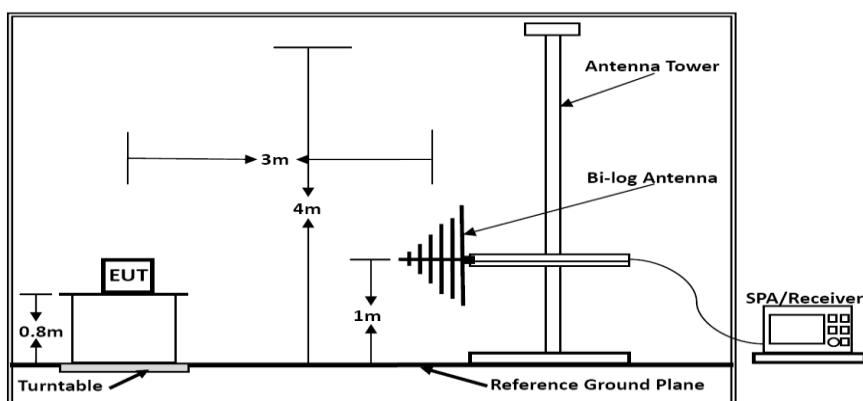 Antenna Tower
3m
Bi-log Antenna
4m
EUT
SPA/Receiver
0.8m
1m
Turntable
Reference Ground Plane